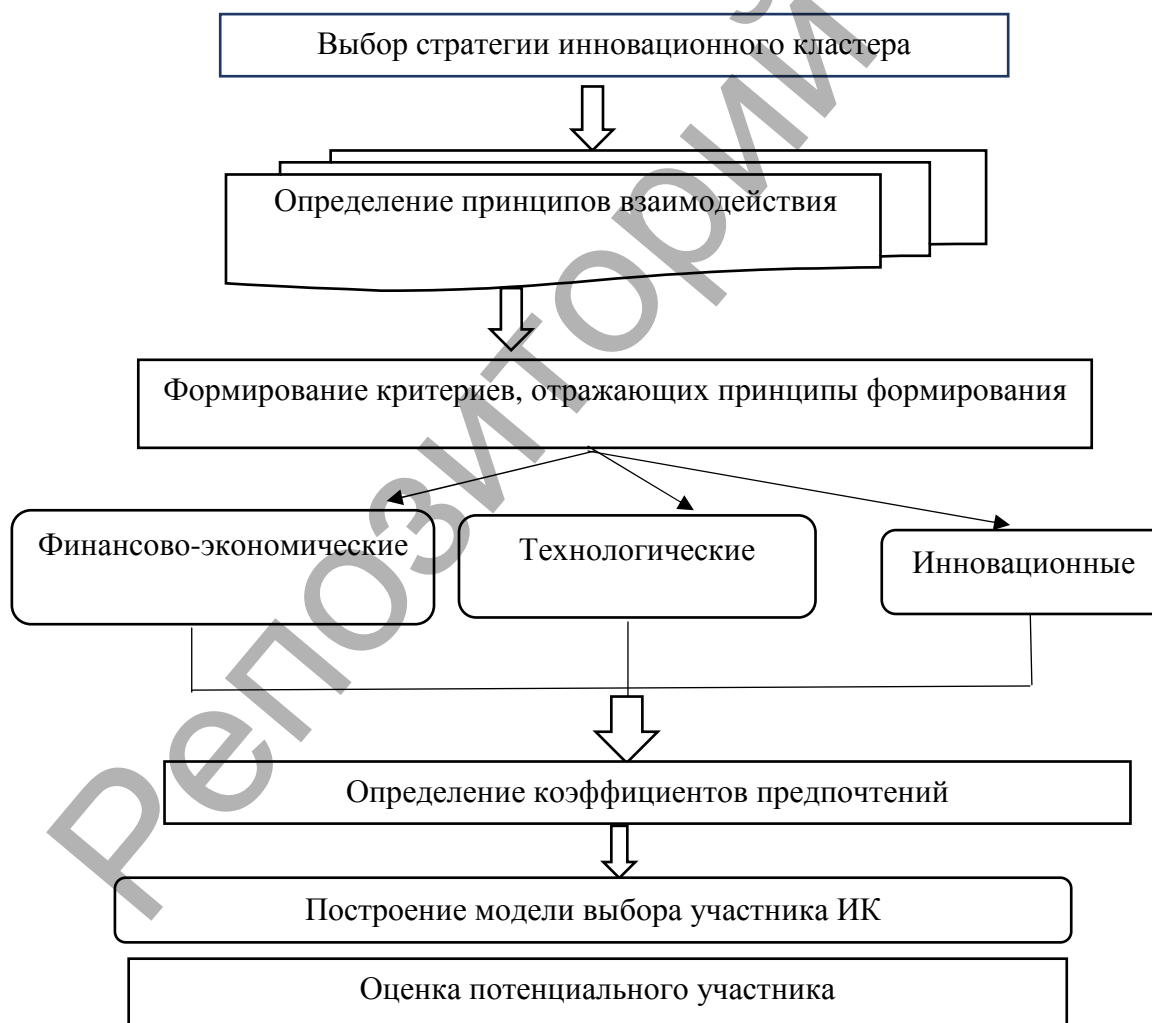 Выбор стратегии инновационного кластера
Определение принципов взаимодействия
Формирование критериев, отражающих принципы формирования
Финансово-экономические
Технологические
Инновационные
Определение коэффициентов предпочтений
Построение модели выбора участника ИК
Оценка потенциального участника
Репозиторий